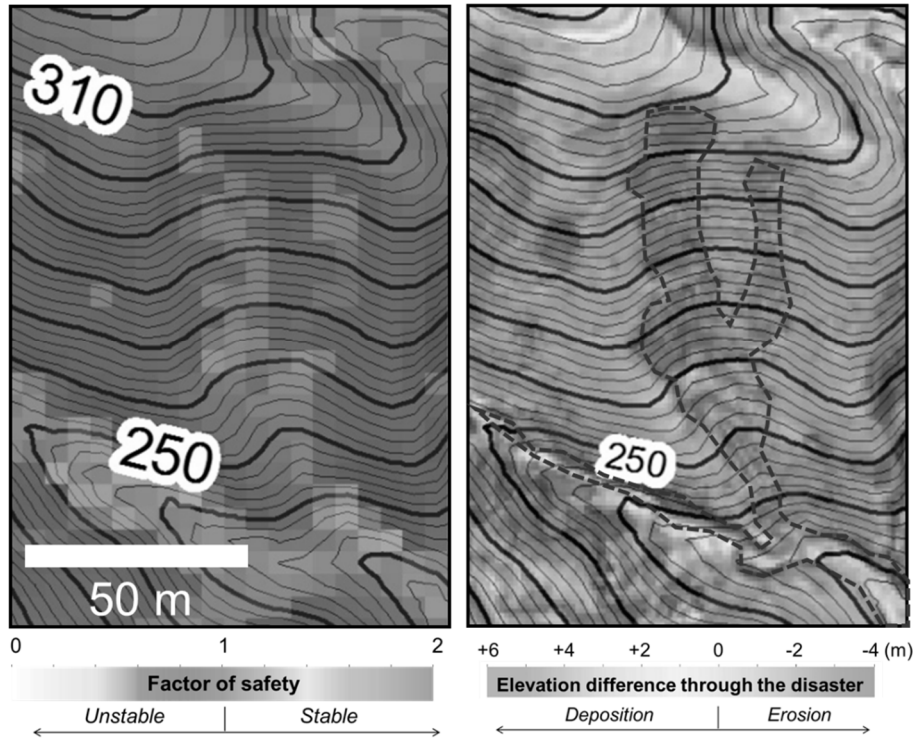 310
250
50 m
250
0 1 2
Factor of safety
Unstable Stable
+6 +4 +2 0 -2 -4 (m)
Elevation difference through the disaster
Deposition Erosion